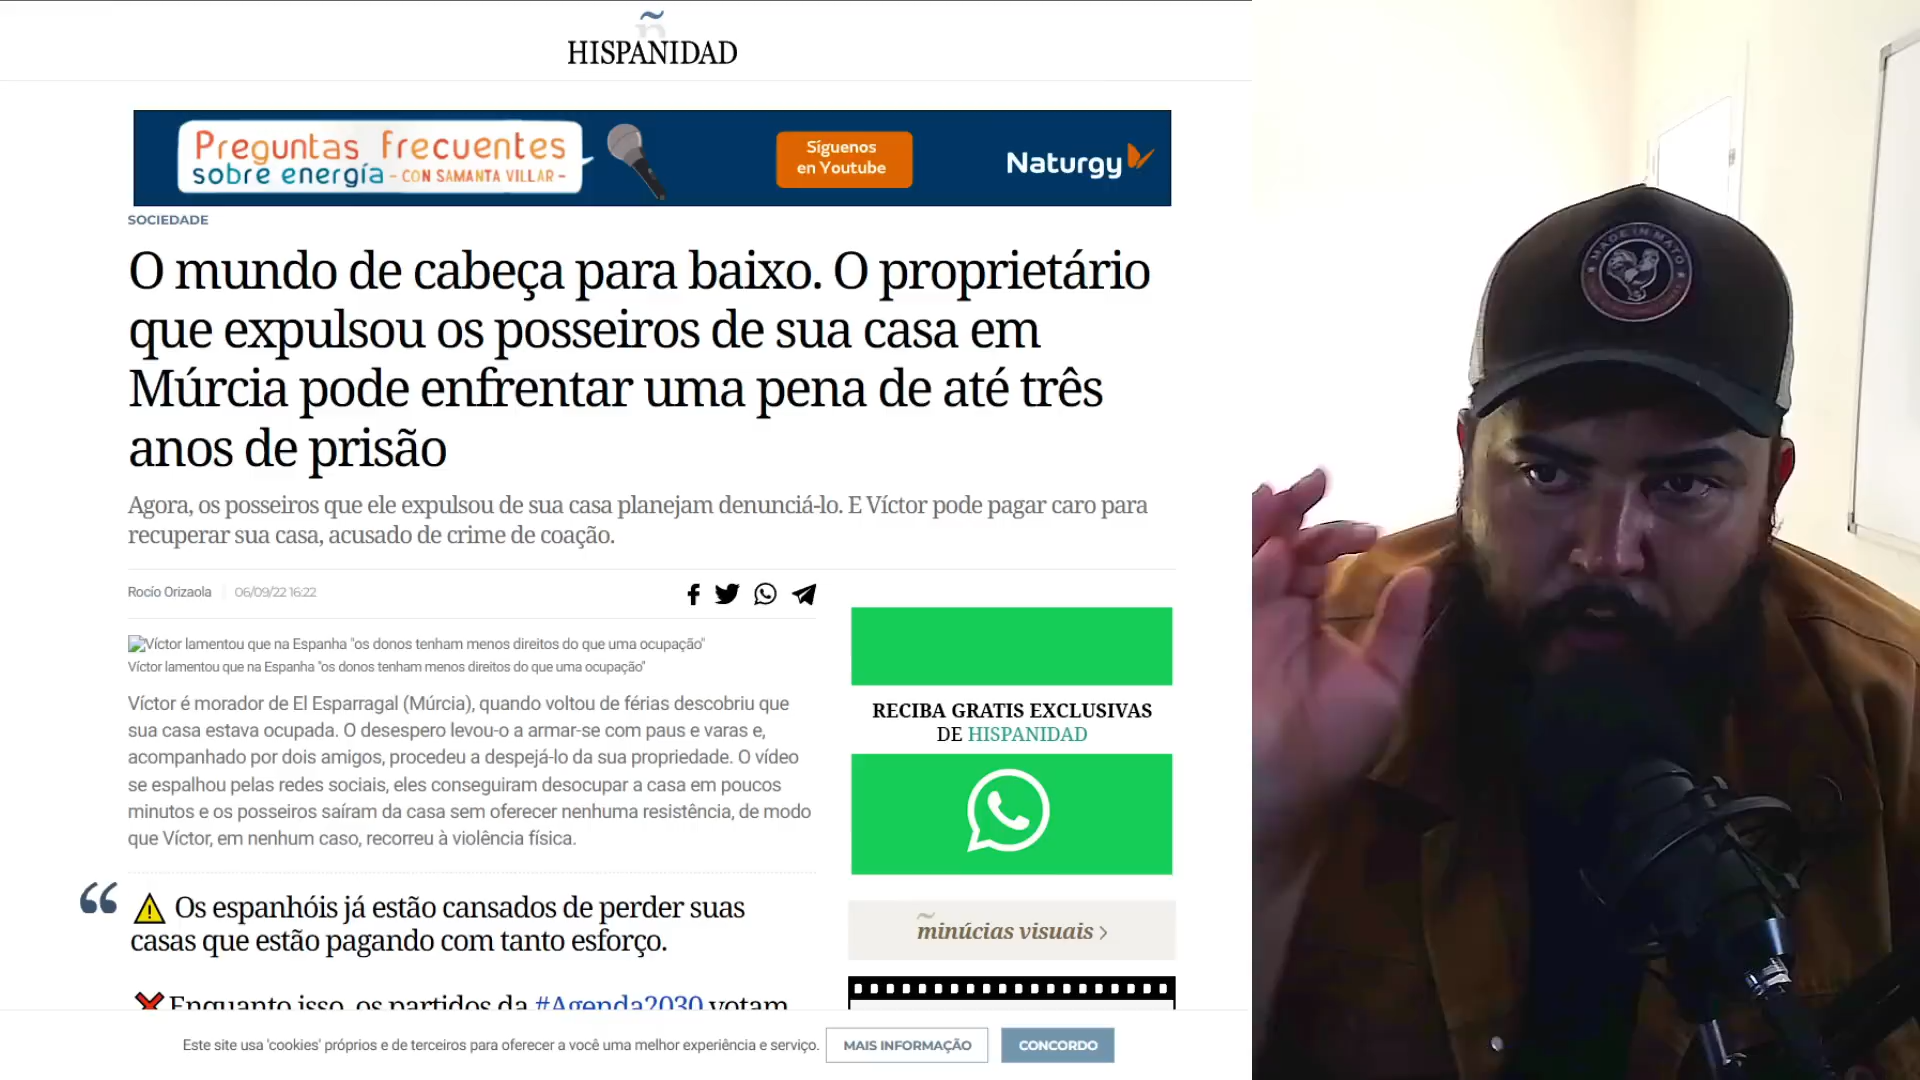 ñ
HISPANIDAD
Preguntas frecuentes
sobre energía - CON SAMANTA VILLAR -
Síguenos
en Youtube
Naturgy
SOCIEDADE
O mundo de cabeça para baixo. O proprietário
que expulsou os posseiros de sua casa em
Múrcia pode enfrentar uma pena de até três
anos de prisão
Agora, os posseiros que ele expulsou de sua casa planejam denunciá-lo. E Víctor pode pagar caro para
recuperar sua casa, acusado de crime de coação.
Rocío Orizaola
06/09/22 16:22
Víctor lamentou que na Espanha "os donos tenham menos direitos do que uma ocupação"
Víctor lamentou que na Espanha "os donos tenham menos direitos do que uma ocupação"
Víctor é morador de El Esparragal (Múrcia), quando voltou de férias descobriu que
sua casa estava ocupada. O desespero levou-o a armar-se com paus e varas e,
acompanhado por dois amigos, procedeu a despejá-lo da sua propriedade. O vídeo
se espalhou pelas redes sociais, eles conseguiram desocupar a casa em poucos
minutos e os posseiros saíram da casa sem oferecer nenhuma resistência, de modo
que Víctor, em nenhum caso, recorreu à violência física.
“ ⚠️ Os espanhóis já estão cansados de perder suas
casas que estão pagando com tanto esforço.
❌ Enquanto isso, os partidos da #Agenda2030 votam
RECIBA GRATIS EXCLUSIVAS
DE HISPANIDAD
ñ
minúcias visuais >
Este site usa 'cookies' próprios e de terceiros para oferecer a você uma melhor experiência e serviço.
MAIS INFORMAÇÃO
CONCORDO
MADE IN MATO